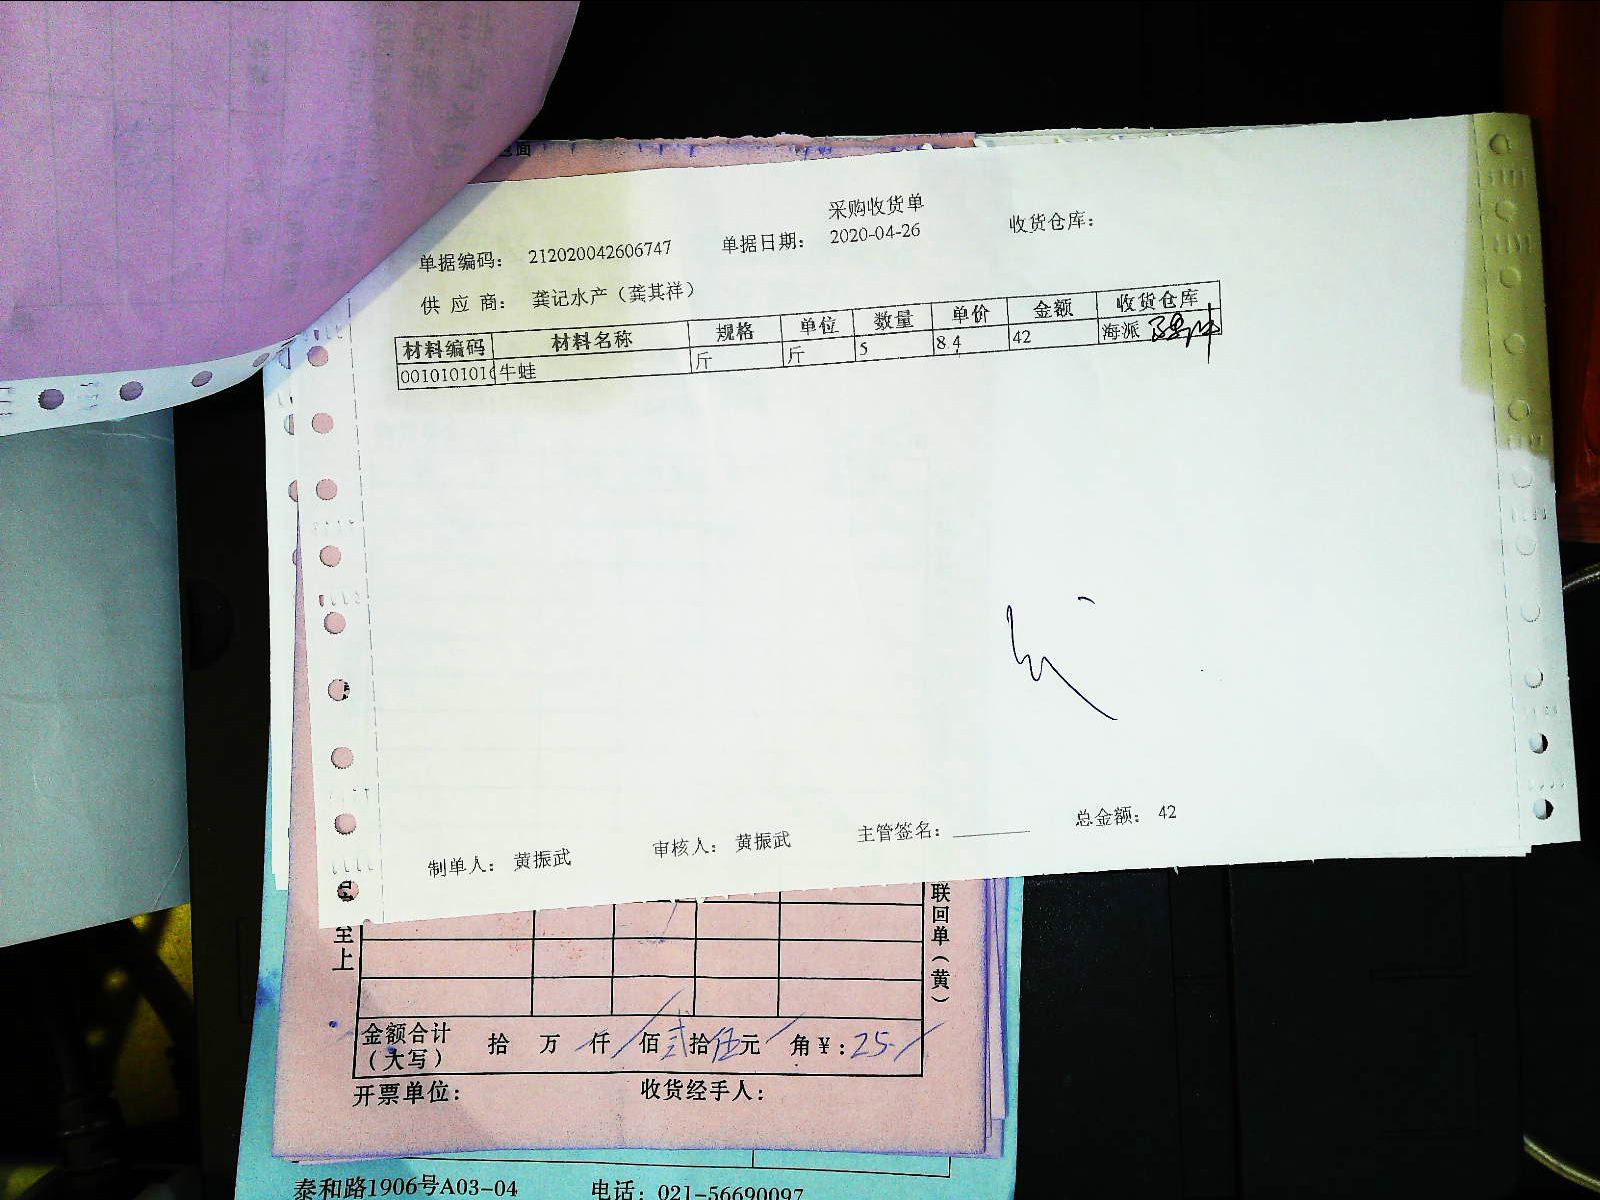 采购收货单
单据编码： 212020042606747 单据日期： 2020-04-26 收货仓库：
供 应 商： 龚记水产（龚其祥）
材料编码 材料名称 规格 单位 数量 单价 金额 收货仓库
0010101010 牛蛙 斤 斤 5 8.4 42 海派
制单人： 黄振武 审核人： 黄振武 主管签名： 总金额： 42
联回单（黄）
至上
金额合计（大写） 拾 万 仟 佰 贰拾伍元 角￥：25
开票单位： 收货经手人：
泰和路1906号A03-04 电话：021-56690097